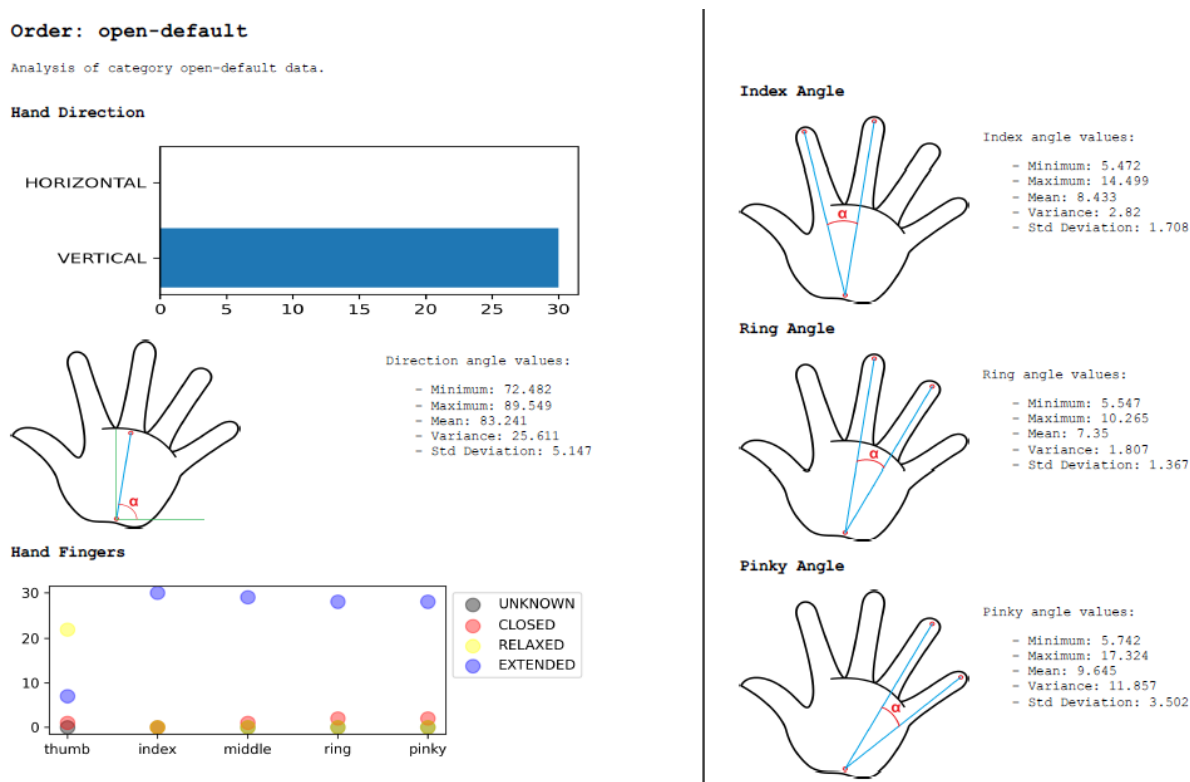 Order: open-default
Analysis of category open-default data.
Hand Direction
HORIZONTAL
VERTICAL
0 5 10 15 20 25 30
Direction angle values:
- Minimum: 72.482
- Maximum: 89.549
- Mean: 83.241
- Variance: 25.611
- Std Deviation: 5.147
α
Hand Fingers
30
20
10
0
thumb index middle ring pinky
UNKNOWN
CLOSED
RELAXED
EXTENDED
Index Angle
α
Index angle values:
- Minimum: 5.472
- Maximum: 14.499
- Mean: 8.433
- Variance: 2.82
- Std Deviation: 1.708
Ring Angle
α
Ring angle values:
- Minimum: 5.547
- Maximum: 10.265
- Mean: 7.35
- Variance: 1.807
- Std Deviation: 1.367
Pinky Angle
α
Pinky angle values:
- Minimum: 5.742
- Maximum: 17.324
- Mean: 9.645
- Variance: 11.857
- Std Deviation: 3.502